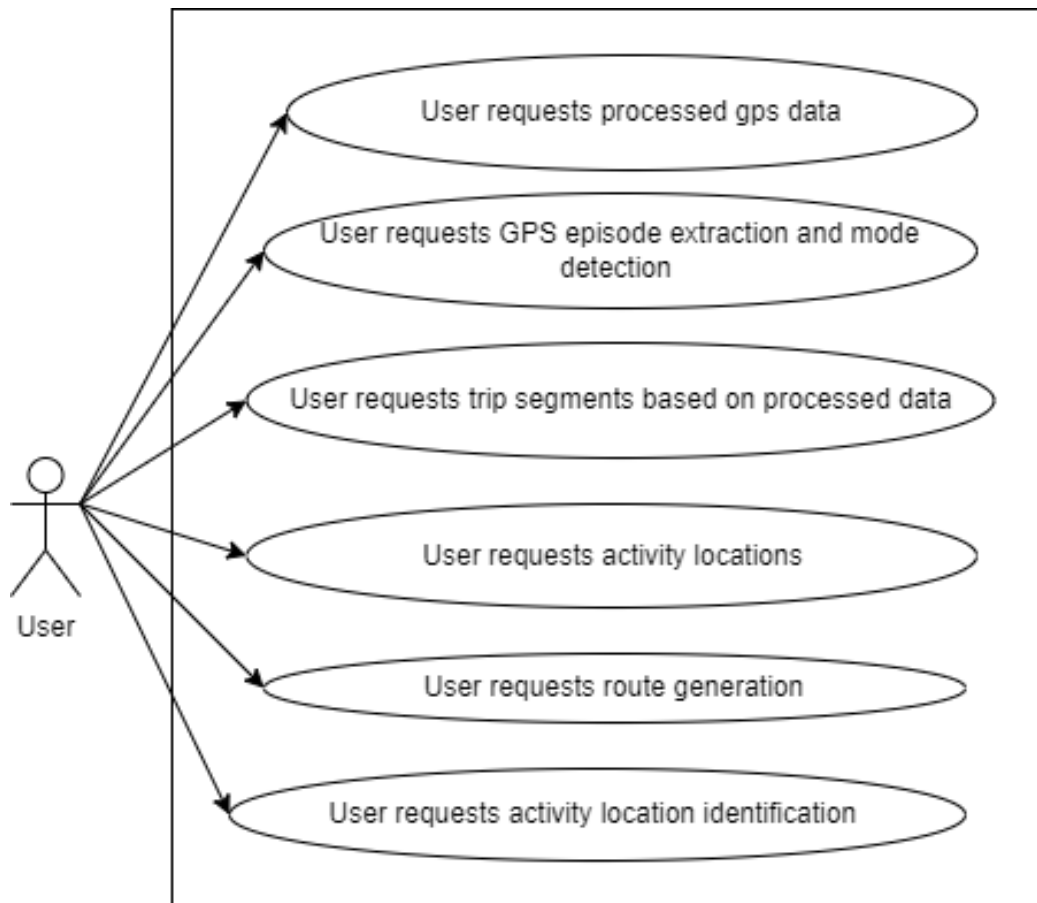 User requests processed gps data
User requests GPS episode extraction and mode
detection
User requests trip segments based on processed data
User requests activity locations
User
User requests route generation
User requests activity location identification